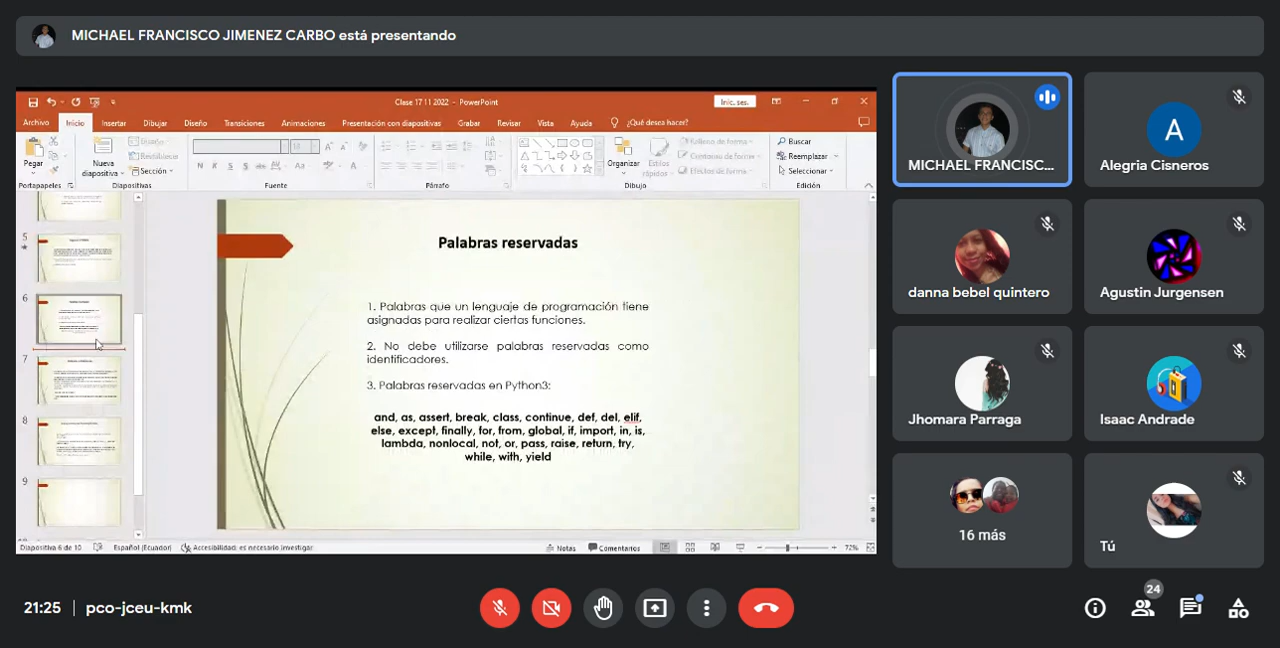 MICHAEL FRANCISCO JIMENEZ CARBO está presentando
Clase 17 11 2022 - PowerPoint
Inic. ses.
Archivo Inicio Insertar Dibujar Diseño Transiciones Animaciones Presentación con diapositivas Grabar Revisar Vista Ayuda ¿Qué desea hacer?
Pegar
Nueva diapositiva
Sección
Organizar
Estilos rápidos
Buscar
Reemplazar
Seleccionar
Portapapeles Diapositivas Fuente Párrafo Dibujo Edición
5
6
7
8
9
Palabras reservadas
1. Palabras que un lenguaje de programación tiene
asignadas para realizar ciertas funciones.
2. No debe utilizarse palabras reservadas como
identificadores.
3. Palabras reservadas en Python3:
and, as, assert, break, class, continue, def, del, elif,
else, except, finally, for, from, global, if, import, in, is,
lambda, nonlocal, not, or, pass, raise, return, try,
while, with, yield
Diapositiva 6 de 10 Español (Ecuador) Accesibilidad: es necesario investigar Notas Comentarios 72%
MICHAEL FRANCISC...
A
Alegria Cisneros
danna bebel quintero
Agustin Jurgensen
Jhomara Parraga
Isaac Andrade
16 más
Tú
21:25 | pco-jceu-kmk
24